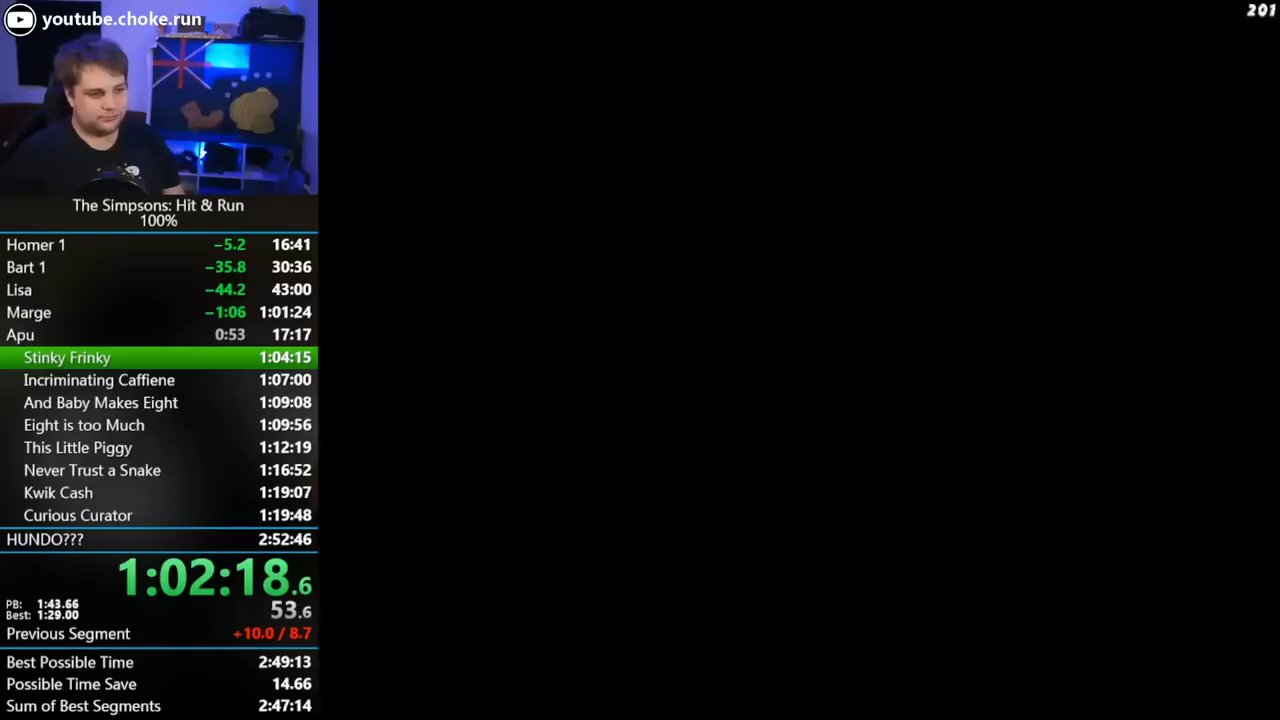 youtube.choke.run
201
The Simpsons: Hit & Run
100%
Homer 1 −5.2 16:41
Bart 1 −35.8 30:36
Lisa −44.2 43:00
Marge −1:06 1:01:24
Apu 0:53 17:17
Stinky Frinky 1:04:15
Incriminating Caffiene 1:07:00
And Baby Makes Eight 1:09:08
Eight is too Much 1:09:56
This Little Piggy 1:12:19
Never Trust a Snake 1:16:52
Kwik Cash 1:19:07
Curious Curator 1:19:48
HUNDO??? 2:52:46
1:02:18.6
PB: 1:43.66 53.6
Best: 1:29.00
Previous Segment +10.0 / 8.7
Best Possible Time 2:49:13
Possible Time Save 14.66
Sum of Best Segments 2:47:14